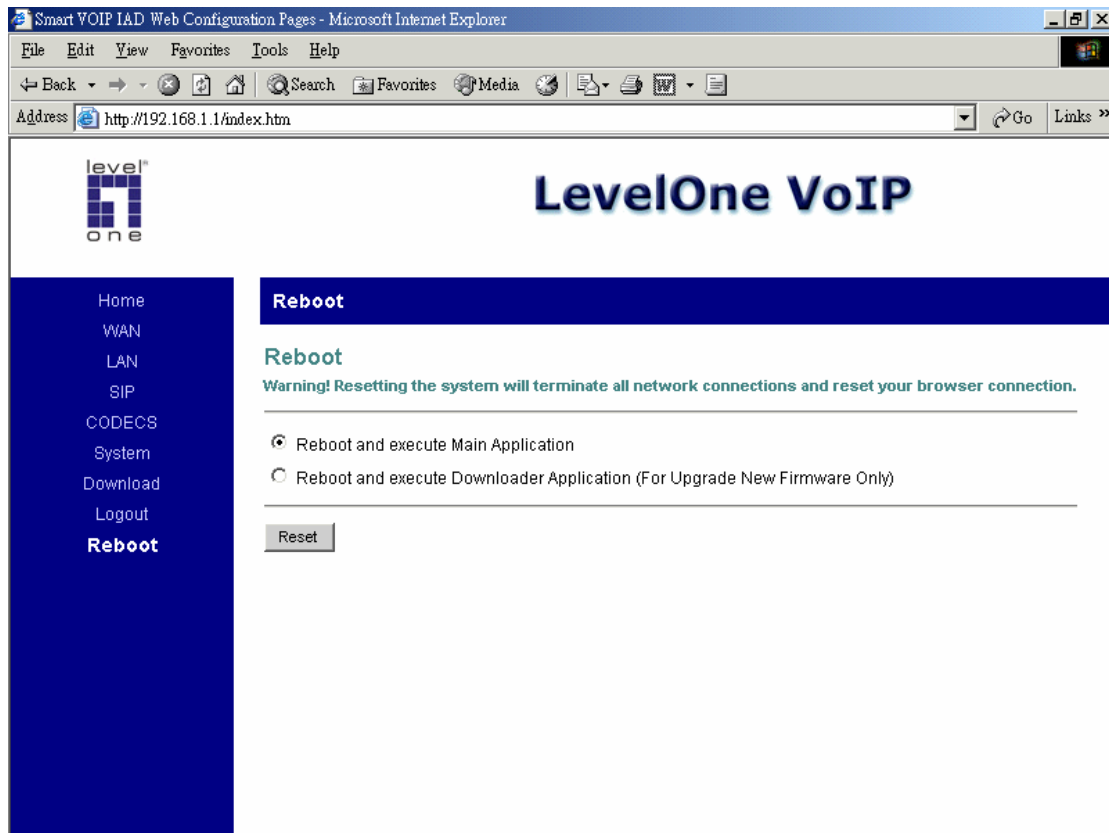 Smart VOIP IAD Web Configuration Pages - Microsoft Internet Explorer
File Edit View Favorites Tools Help
Back Search Favorites Media
Address http://192.168.1.1/index.htm Go Links »
level®
one
LevelOne VoIP
Home
WAN
LAN
SIP
CODECS
System
Download
Logout
Reboot
Reboot
Reboot
Warning! Resetting the system will terminate all network connections and reset your browser connection.
Reboot and execute Main Application
Reboot and execute Downloader Application (For Upgrade New Firmware Only)
Reset